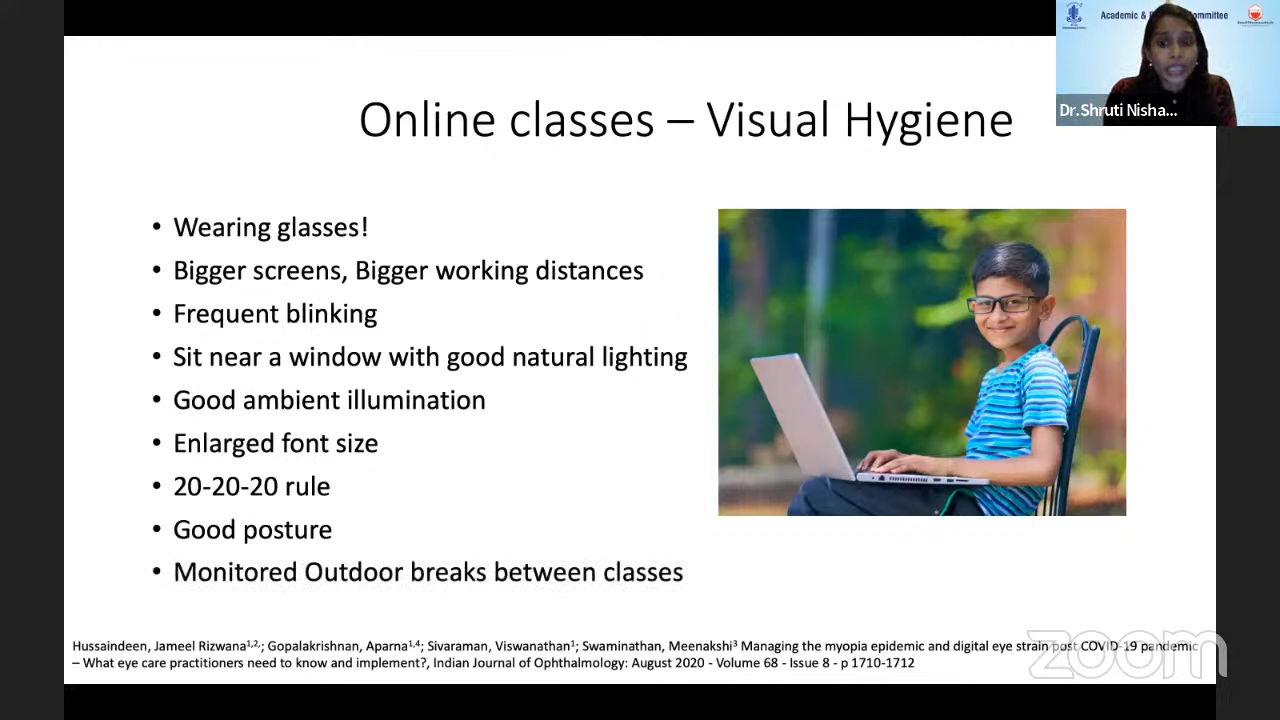 Academic &
ommittee
Dr.Shruti Nisha...
Online classes – Visual Hygiene
• Wearing glasses!
• Bigger screens, Bigger working distances
• Frequent blinking
• Sit near a window with good natural lighting
• Good ambient illumination
• Enlarged font size
• 20-20-20 rule
• Good posture
• Monitored Outdoor breaks between classes
Hussaindeen, Jameel Rizwana1,2,; Gopalakrishnan, Aparna1,4; Sivaraman, Viswanathan1; Swaminathan, Meenakshi3 Managing the myopia epidemic and digital eye strain post COVID-19 pandemic
– What eye care practitioners need to know and implement?, Indian Journal of Ophthalmology: August 2020 - Volume 68 - Issue 8 - p 1710-1712
zoom